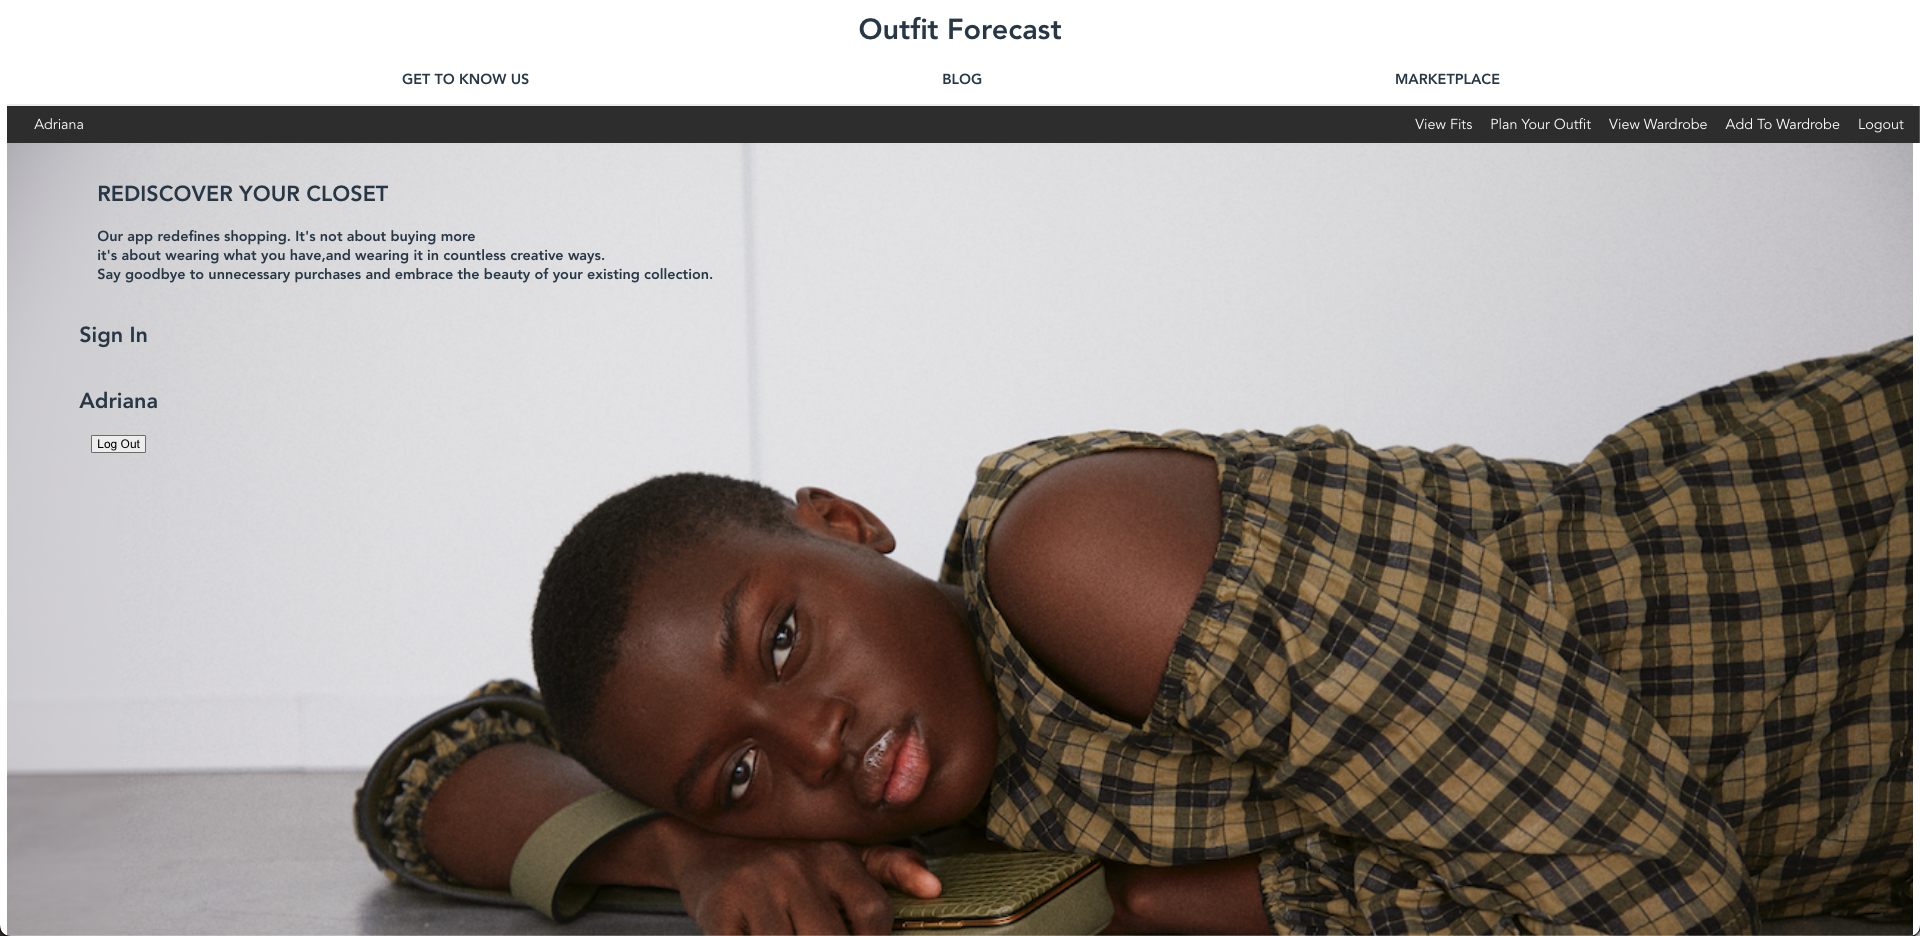 Outfit Forecast
GET TO KNOW US
BLOG
MARKETPLACE
Adriana
View Fits
Plan Your Outfit
View Wardrobe
Add To Wardrobe
Logout
REDISCOVER YOUR CLOSET
Our app redefines shopping. It's not about buying more
it's about wearing what you have,and wearing it in countless creative ways.
Say goodbye to unnecessary purchases and embrace the beauty of your existing collection.
Sign In
Adriana
Log Out